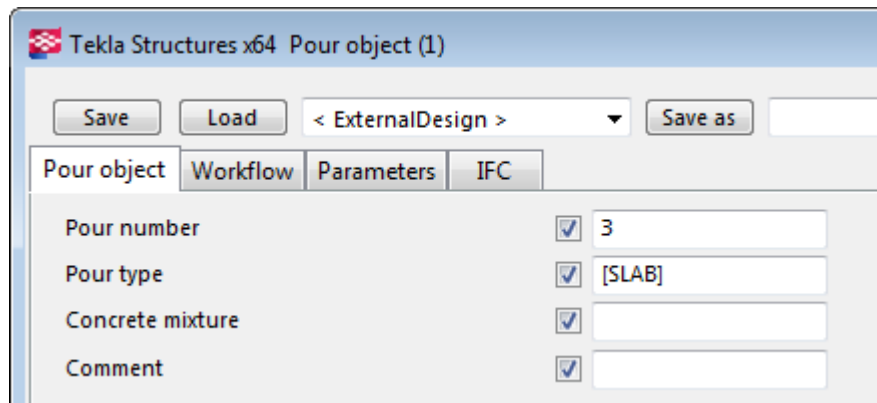 Tekla Structures x64 Pour object (1)
Save Load < ExternalDesign > Save as
Pour object Workflow Parameters IFC
Pour number 3
Pour type [SLAB]
Concrete mixture
Comment